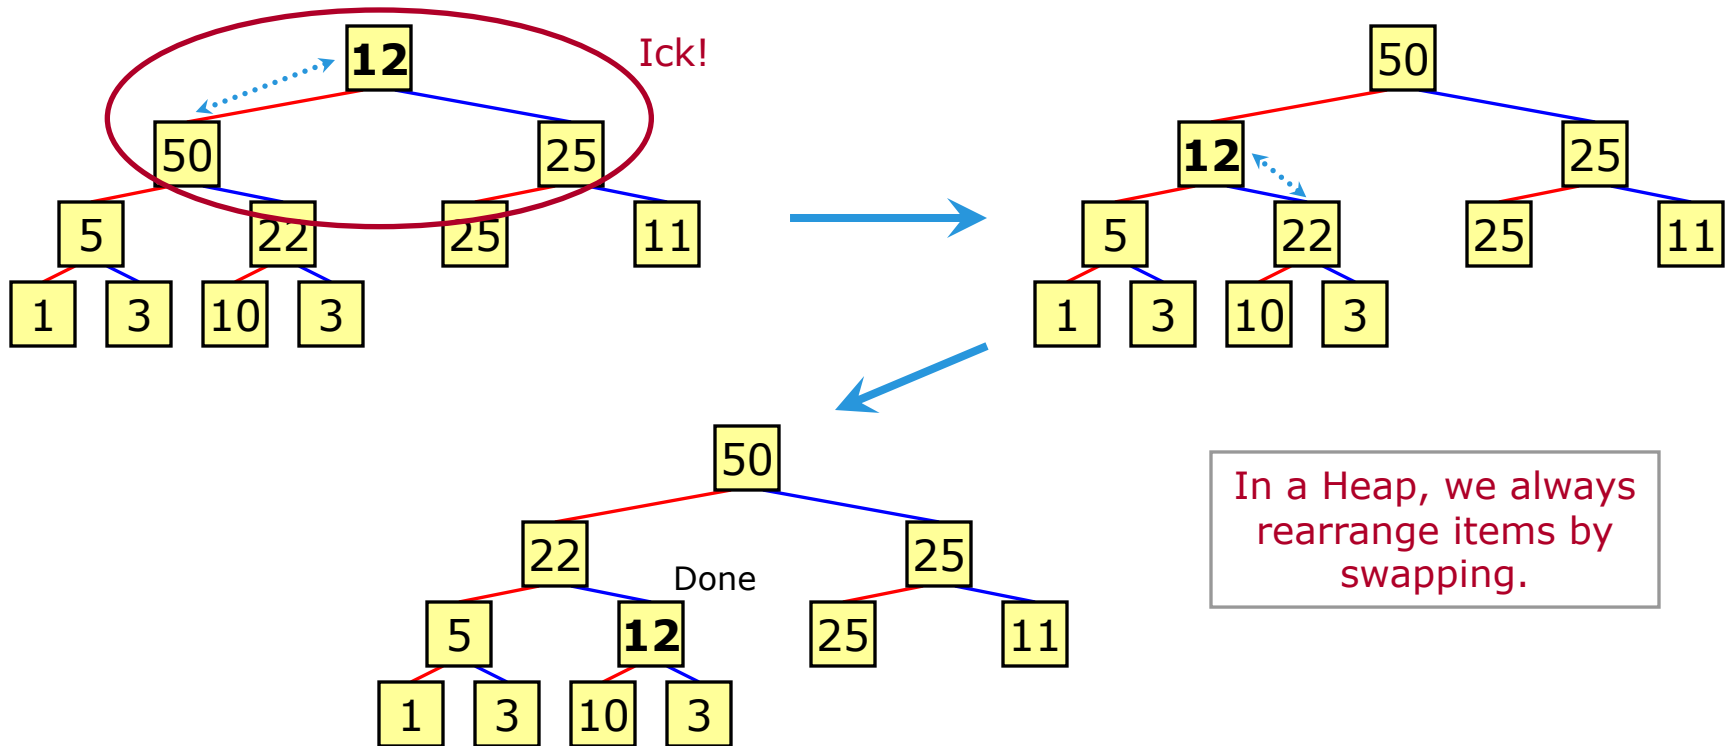 12
Ick!
50 25
5 22 25 11
1 3 10 3
50
12 25
5 22 25 11
1 3 10 3
50
22 25
Done
5 12 25 11
1 3 10 3
In a Heap, we always
rearrange items by
swapping.